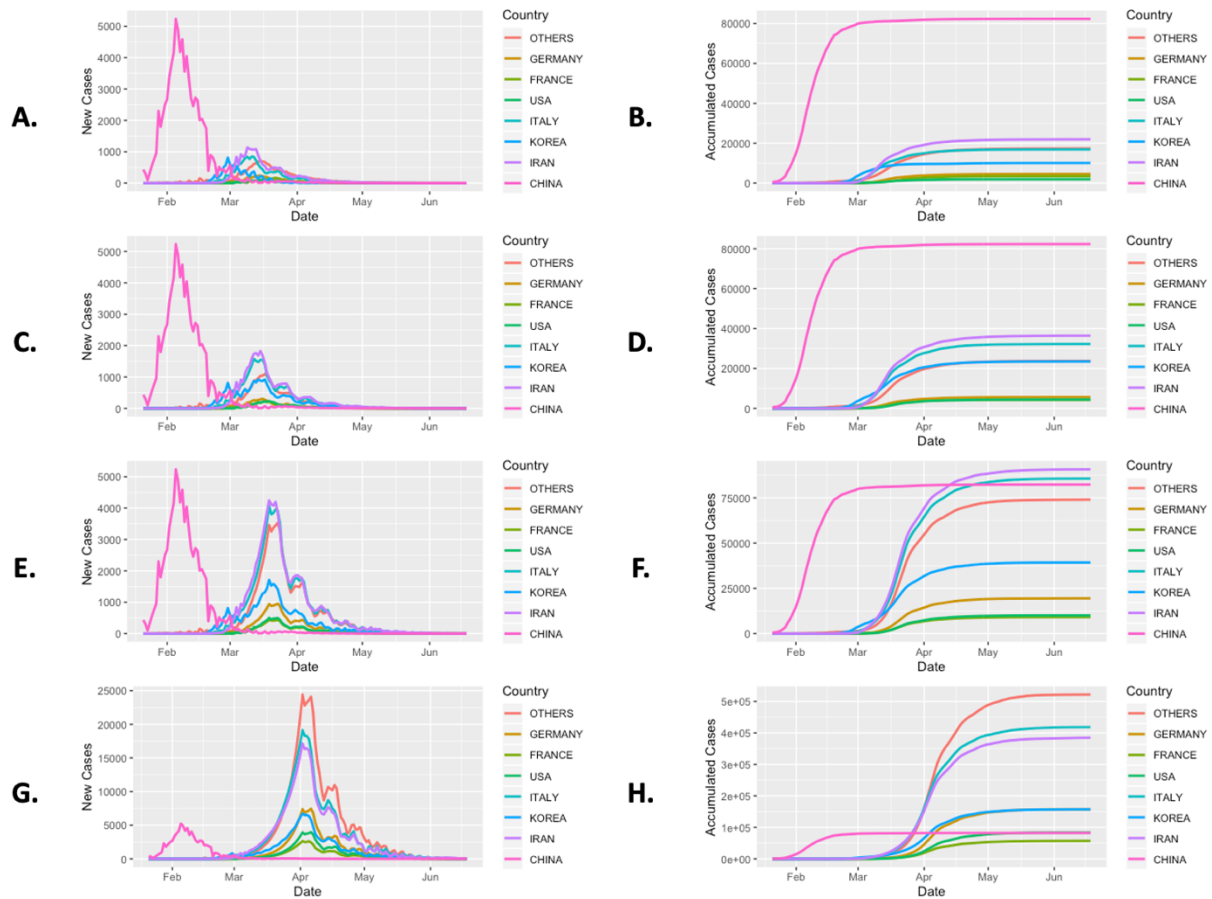 A.
New Cases
5000
4000
3000
2000
1000
0
Feb
Mar
Apr
May
Jun
Date
Country
OTHERS
GERMANY
FRANCE
USA
ITALY
KOREA
IRAN
CHINA
B.
Accumulated Cases
80000
60000
40000
20000
0
Feb
Mar
Apr
May
Jun
Date
Country
OTHERS
GERMANY
FRANCE
USA
ITALY
KOREA
IRAN
CHINA
C.
New Cases
5000
4000
3000
2000
1000
0
Feb
Mar
Apr
May
Jun
Date
Country
OTHERS
GERMANY
FRANCE
USA
ITALY
KOREA
IRAN
CHINA
D.
Accumulated Cases
80000
60000
40000
20000
0
Feb
Mar
Apr
May
Jun
Date
Country
OTHERS
GERMANY
FRANCE
USA
ITALY
KOREA
IRAN
CHINA
E.
New Cases
5000
4000
3000
2000
1000
0
Feb
Mar
Apr
May
Jun
Date
Country
OTHERS
GERMANY
FRANCE
USA
ITALY
KOREA
IRAN
CHINA
F.
Accumulated Cases
75000
50000
25000
0
Feb
Mar
Apr
May
Jun
Date
Country
OTHERS
GERMANY
FRANCE
USA
ITALY
KOREA
IRAN
CHINA
G.
New Cases
25000
20000
15000
10000
5000
0
Feb
Mar
Apr
May
Jun
Date
Country
OTHERS
GERMANY
FRANCE
USA
ITALY
KOREA
IRAN
CHINA
H.
Accumulated Cases
5e+05
4e+05
3e+05
2e+05
1e+05
0e+00
Feb
Mar
Apr
May
Jun
Date
Country
OTHERS
GERMANY
FRANCE
USA
ITALY
KOREA
IRAN
CHINA